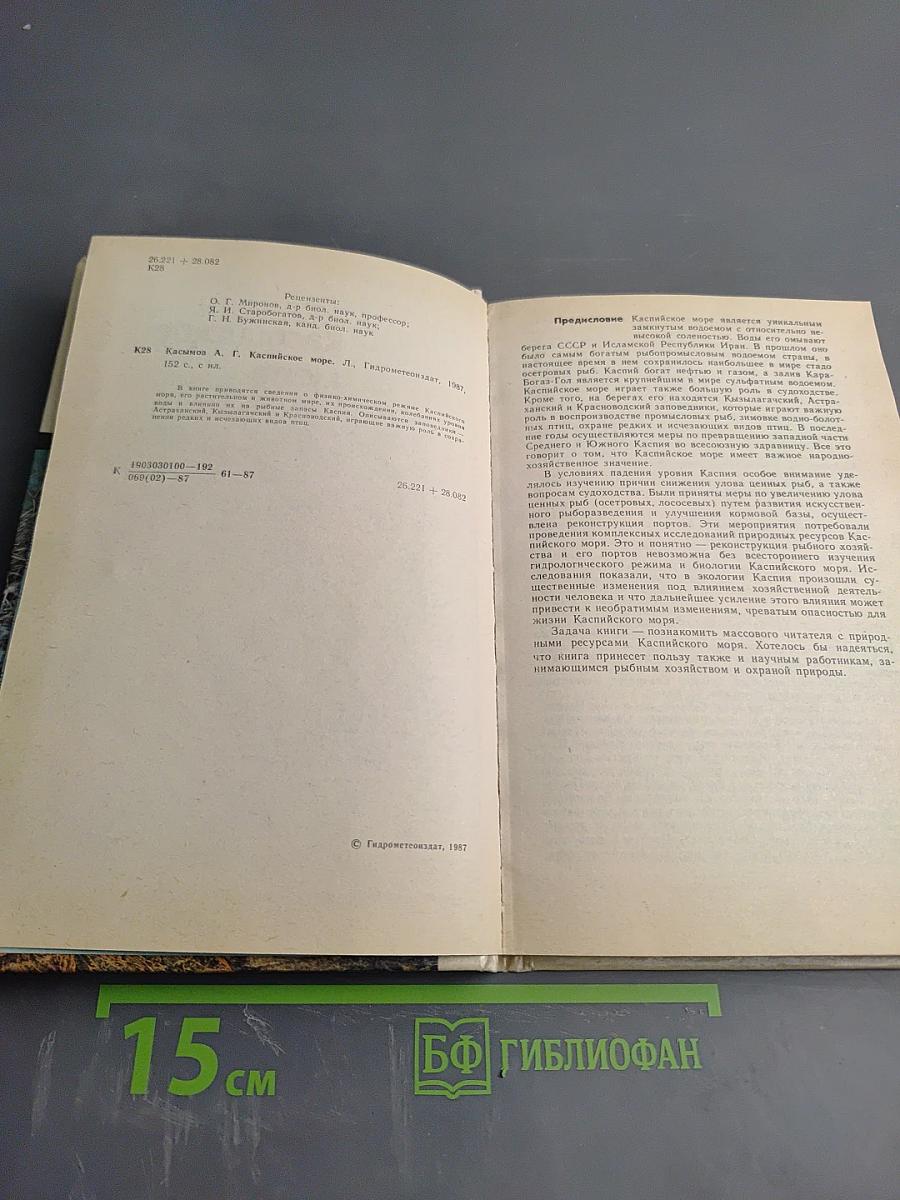 26.221 + 28.082
К28
Рецензенты:
О. Г. Миронов, д-р биол. наук, профессор;
Я. И. Старобогатов, д-р биол. наук;
Г. Н. Бужинская, канд. биол. наук
К28 Касымов А. Г. Каспийское море. Л., Гидрометеоиздат, 1987,
152 с., с ил.
В книге приводятся сведения о физико-химическом режиме Каспийского
моря, его растительном и животном мире, их происхождении, колебаниях уровня
воды и влиянии их на рыбные запасы Каспия. Описываются заповедники —
Астраханский, Кызылагачский и Красноводский, играющие важную роль в сохра-
нении редких и исчезающих видов птиц.
К 1903030100—192
069(02)—87
61—87
26.221 + 28.082
© Гидрометеоиздат, 1987
Предисловие Каспийское море является уникальным
замкнутым водоемом с относительно не-
высокой соленостью. Воды его омывают
берега СССР и Исламской Республики Иран. В прошлом оно
было самым богатым рыбопромысловым водоемом страны, в
настоящее время в нем сохранилось наибольшее в мире стадо
осетровых рыб. Каспий богат нефтью и газом, а залив Кара-
Богаз-Гол является крупнейшим в мире сульфатным водоемом.
Каспийское море играет также большую роль в судоходстве.
Кроме того, на берегах его находятся Кызылагачский, Астра-
ханский и Красноводский заповедники, которые играют важную
роль в воспроизводстве промысловых рыб, зимовке водно-болот-
ных птиц, охране редких и исчезающих видов птиц. В послед-
ние годы осуществляются меры по превращению западной части
Среднего и Южного Каспия во всесоюзную здравницу. Все это
говорит о том, что Каспийское море имеет важное народно-
хозяйственное значение.
В условиях падения уровня Каспия особое внимание уде-
лялось изучению причин снижения улова ценных рыб, а также
вопросам судоходства. Были приняты меры по увеличению улова
ценных рыб (осетровых, лососевых) путем развития искусствен-
ного рыборазведения и улучшения кормовой базы, осущест-
влена реконструкция портов. Эти мероприятия потребовали
проведения комплексных исследований природных ресурсов Кас-
пийского моря. Это и понятно — реконструкция рыбного хозяй-
ства и его портов невозможна без всестороннего изучения
гидрологического режима и биологии Каспийского моря. Ис-
следования показали, что в экологии Каспия произошли су-
щественные изменения под влиянием хозяйственной деятель-
ности человека и что дальнейшее усиление этого влияния может
привести к необратимым изменениям, чреватым опасностью для
жизни Каспийского моря.
Задача книги — познакомить массового читателя с природ-
ными ресурсами Каспийского моря. Хотелось бы надеяться,
что книга принесет пользу также и научным работникам, за-
нимающимся рыбным хозяйством и охраной природы.
15 см
БФ ГИБЛИОФАН